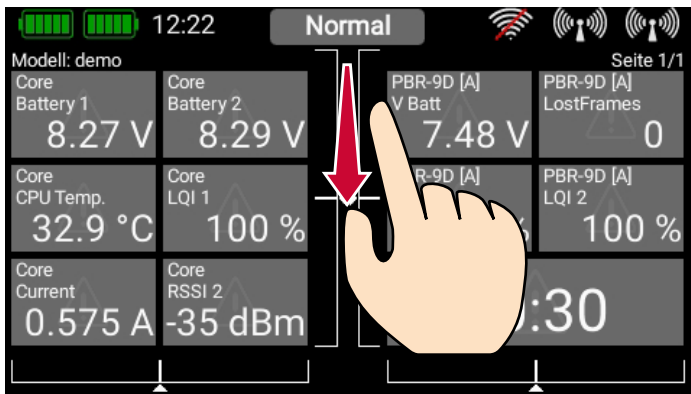 12:22
Normal
Modell: demo
Seite 1/1
Core
Battery 1
8.27 V
Core
Battery 2
8.29 V
PBR-9D [A]
V Batt
7.48 V
PBR-9D [A]
LostFrames
0
Core
CPU Temp.
32.9 °C
Core
LQI 1
100 %
R-9D [A]
%
PBR-9D [A]
LQI 2
100 %
Core
Current
0.575 A
Core
RSSI 2
-35 dBm
:30